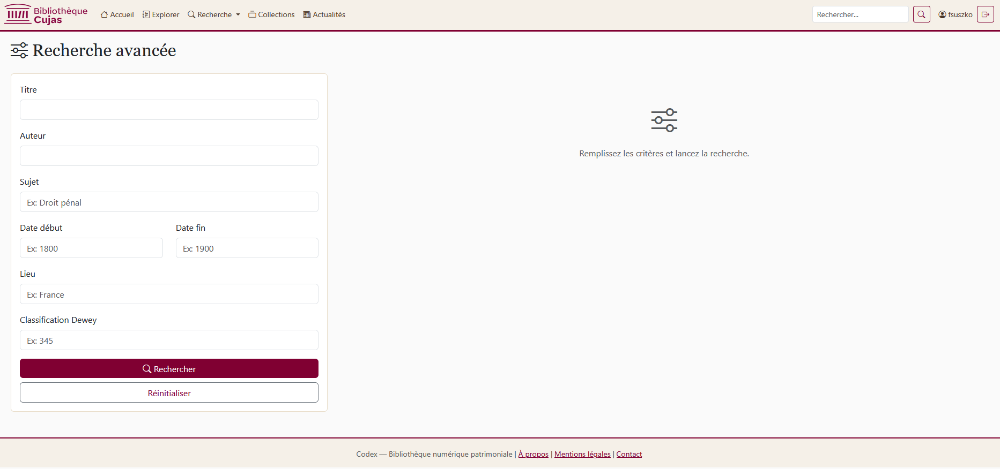 Bibliothèque
Cujas
Accueil Explorer Recherche Collections Actualités
Rechercher... fsuszko
Recherche avancée
Titre
Auteur
Sujet
Ex: Droit pénal
Date début Date fin
Ex: 1800 Ex: 1900
Lieu
Ex: France
Classification Dewey
Ex: 345
Rechercher
Réinitialiser
Remplissez les critères et lancez la recherche.
Codex — Bibliothèque numérique patrimoniale | À propos | Mentions légales | Contact